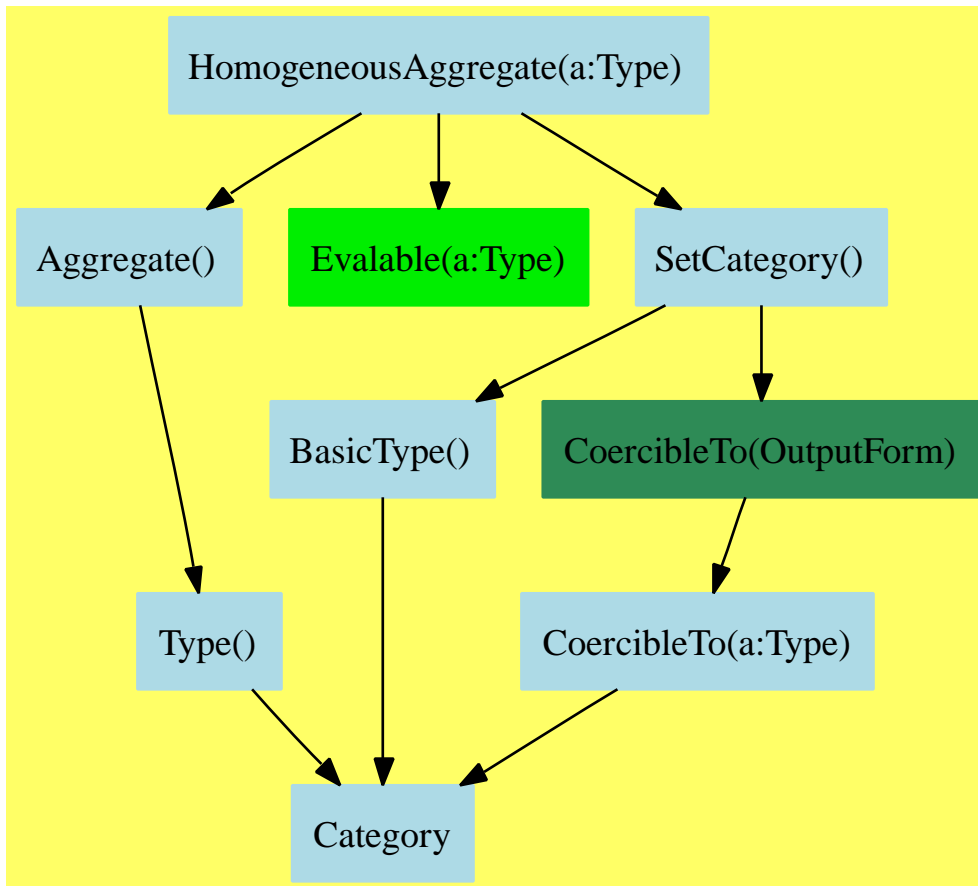 HomogeneousAggregate(a:Type)
Aggregate()
Evalable(a:Type)
SetCategory()
BasicType()
CoercibleTo(OutputForm)
Type()
CoercibleTo(a:Type)
Category